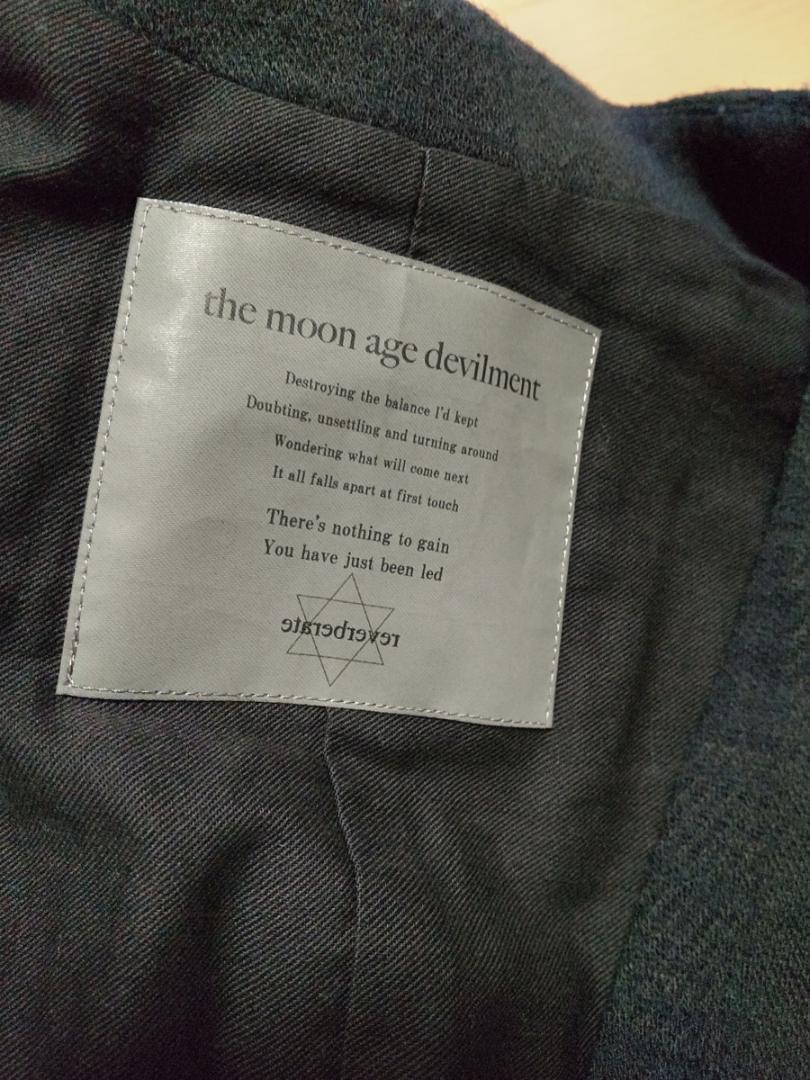 the moon age devilment
Destroying the balance I'd kept
Doubting, unsettling and turning around
Wondering what will come next
It all falls apart at first touch
There's nothing to gain
You have just been led
reverberate